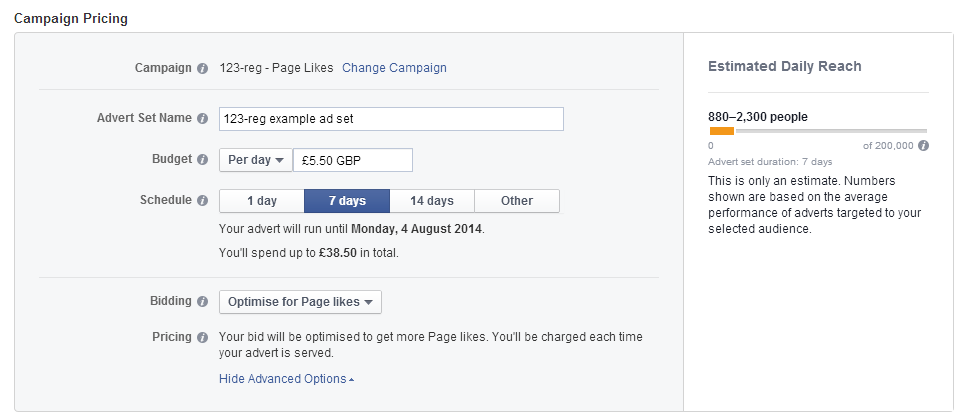 Campaign Pricing
Campaign 123-reg - Page Likes Change Campaign
Advert Set Name 123-reg example ad set
Budget Per day £5.50 GBP
Schedule 1 day 7 days 14 days Other
Your advert will run until Monday, 4 August 2014.
You'll spend up to £38.50 in total.
Bidding Optimise for Page likes
Pricing Your bid will be optimised to get more Page likes. You'll be charged each time
your advert is served.
Hide Advanced Options
Estimated Daily Reach
880–2,300 people
0 of 200,000
Advert set duration: 7 days
This is only an estimate. Numbers
shown are based on the average
performance of adverts targeted to your
selected audience.